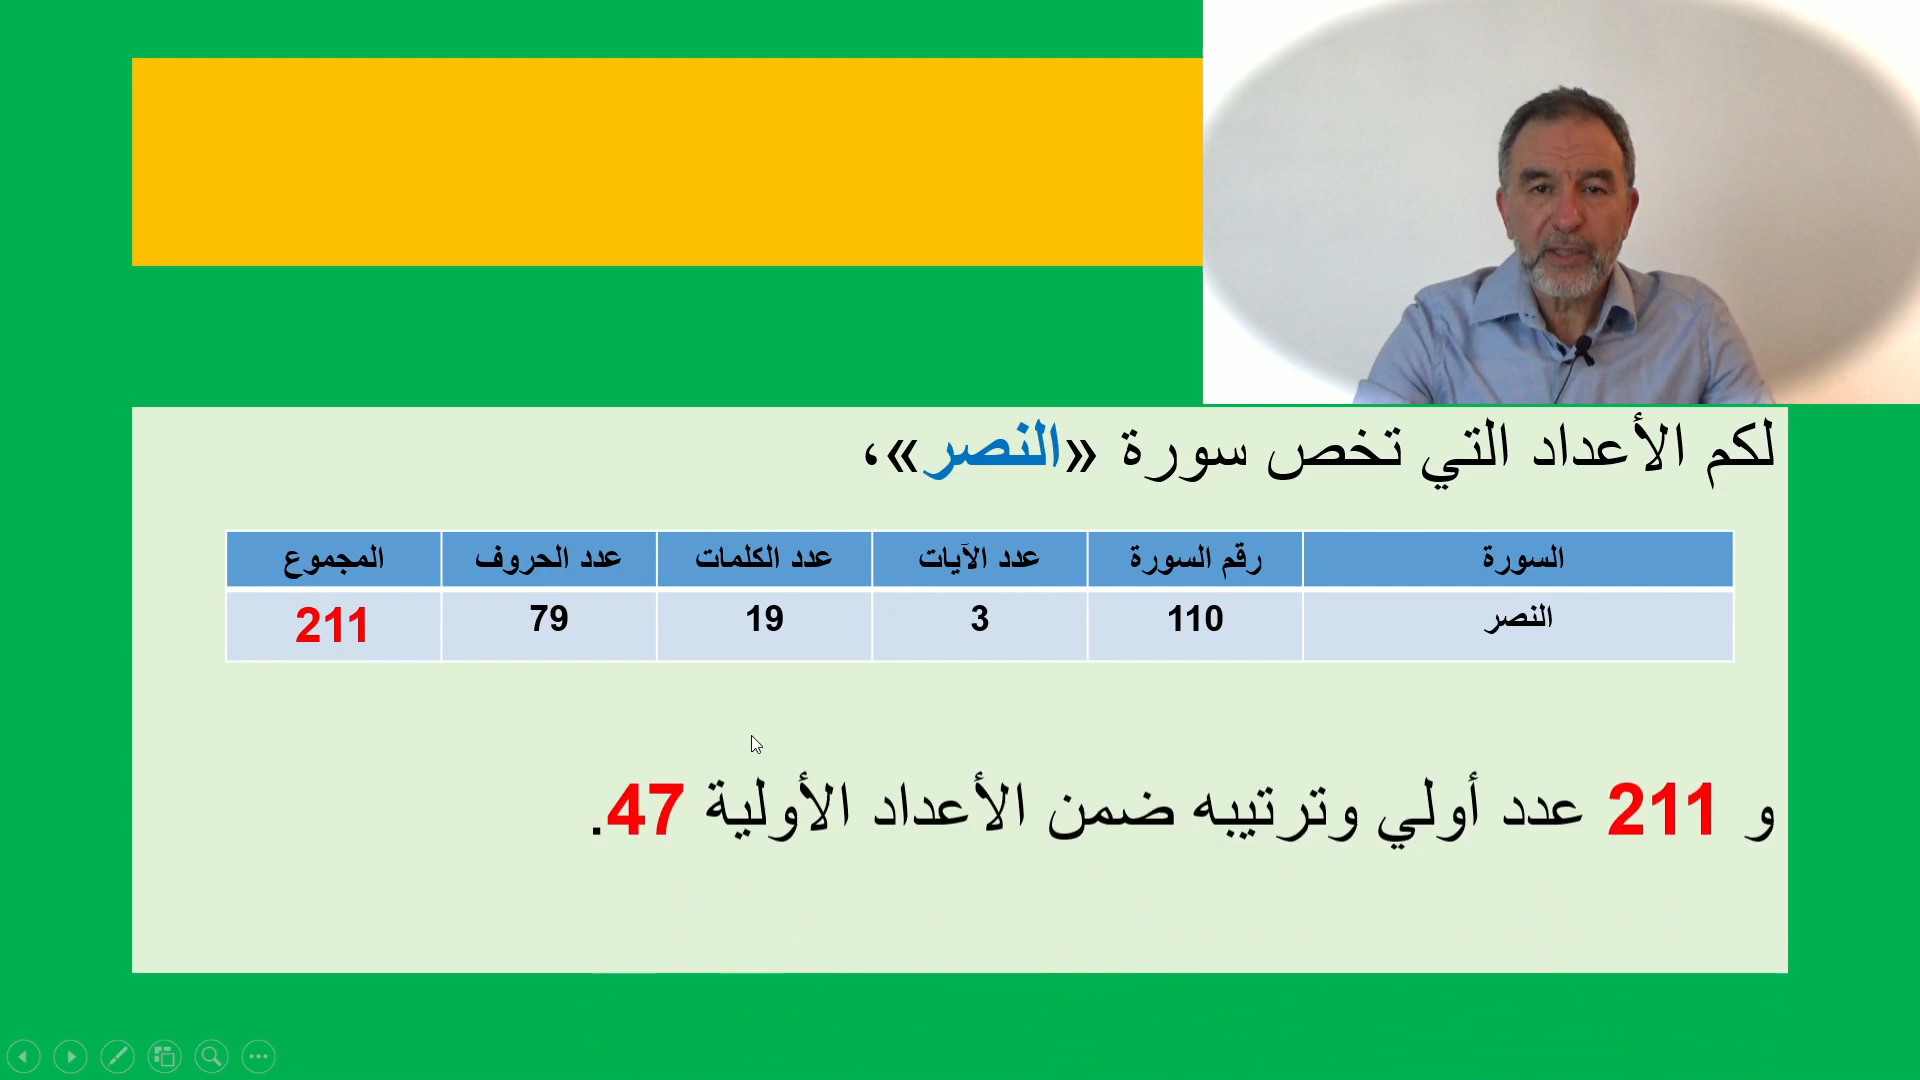 لكم الأعداد التي تخص سورة «النصر»،
السورة رقم السورة عدد الآيات عدد الكلمات عدد الحروف المجموع
النصر 110 3 19 79 211
و 211 عدد أولي وترتيبه ضمن الأعداد الأولية 47.